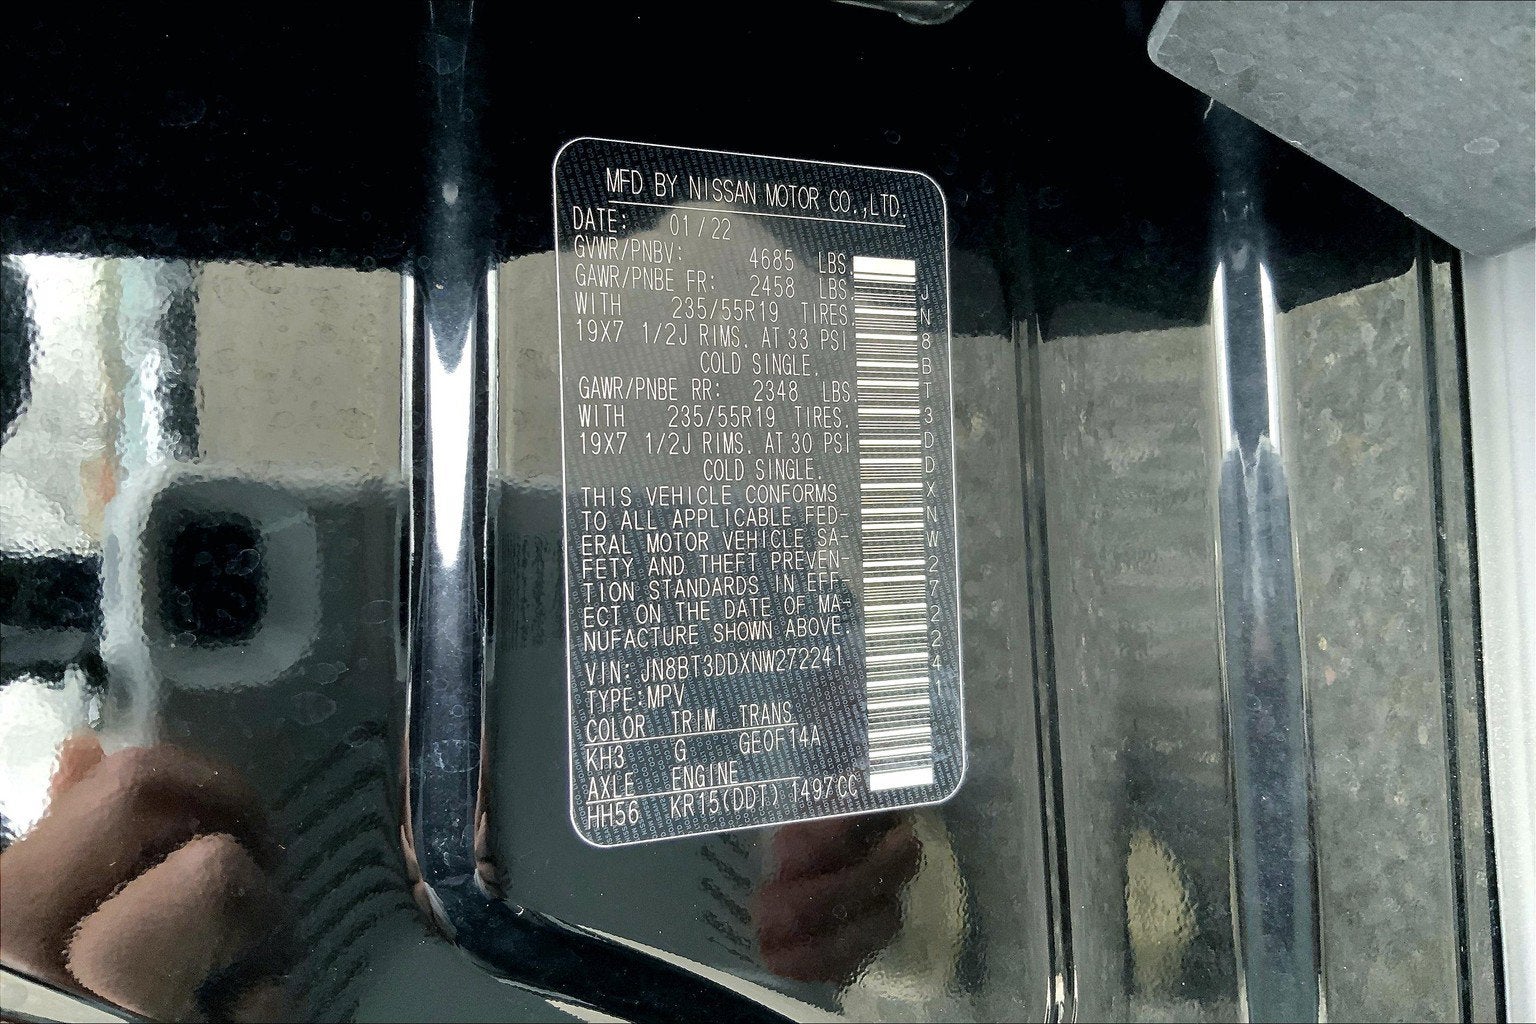 MFD BY NISSAN MOTOR CO.,LTD.
DATE: 01/22
GVWR/PNBV: 4685 LBS.
GAWR/PNBE FR: 2458 LBS.
WITH 235/55R19 TIRES.
19X7 1/2J RIMS. AT 33 PSI
COLD SINGLE.
GAWR/PNBE RR: 2348 LBS.
WITH 235/55R19 TIRES.
19X7 1/2J RIMS. AT 30 PSI
COLD SINGLE.
THIS VEHICLE CONFORMS
TO ALL APPLICABLE FED-
ERAL MOTOR VEHICLE SA-
FETY AND THEFT PREVEN-
TION STANDARDS IN EFF-
ECT ON THE DATE OF MA-
NUFACTURE SHOWN ABOVE.
VIN: JN8BT3DDXNW272241
TYPE:MPV
COLOR TRIM TRANS
KH3 G GE0F14A
AXLE ENGINE
HH56 KR15(DDT) 1497CC
JN8BT3DDXNW272241